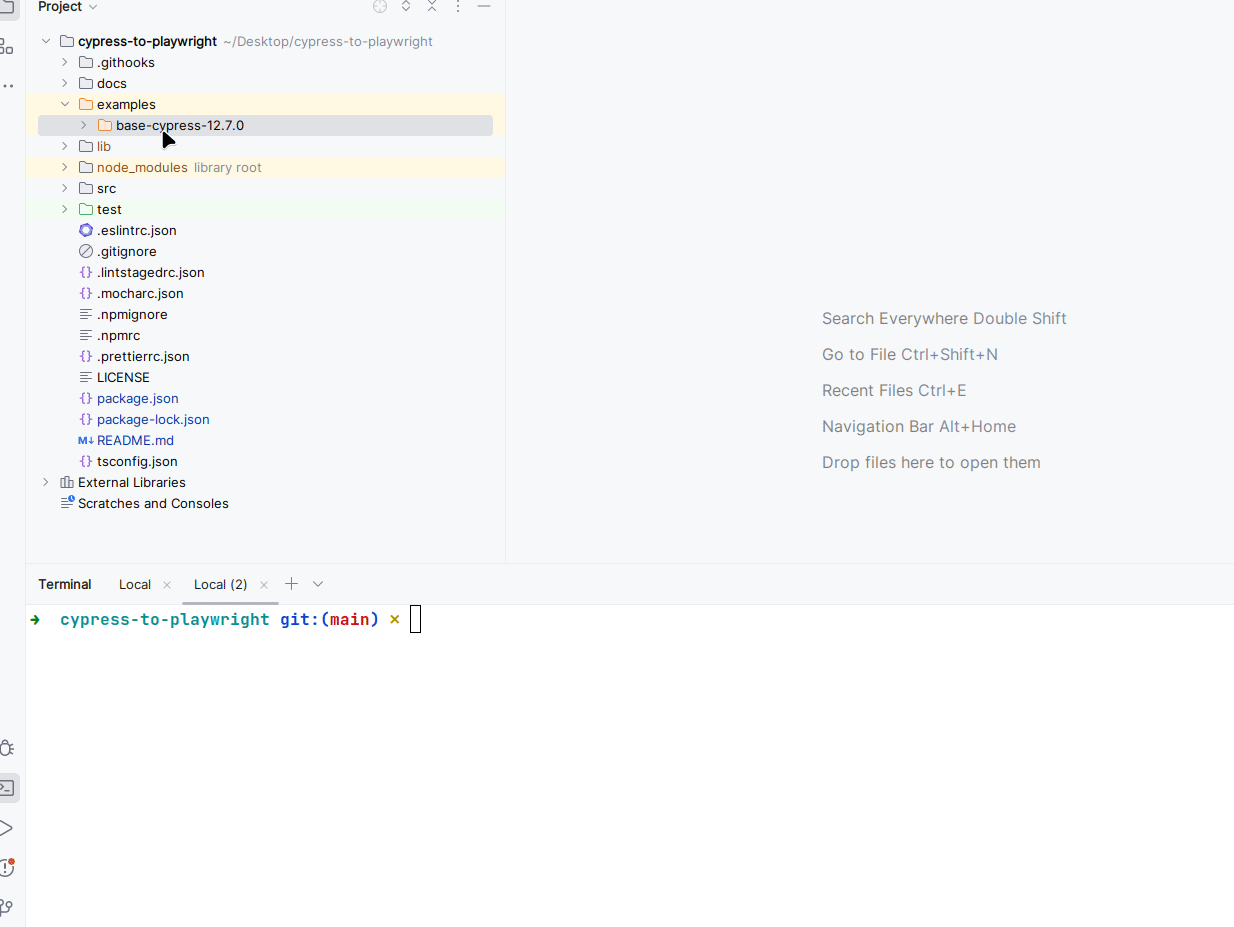 Project
cypress-to-playwright ~/Desktop/cypress-to-playwright
.githooks
docs
examples
base-cypress-12.7.0
lib
node_modules library root
src
test
.eslintrc.json
.gitignore
.lintstagedrc.json
.mocharc.json
.npmignore
.npmrc
.prettierrc.json
LICENSE
package.json
package-lock.json
README.md
tsconfig.json
External Libraries
Scratches and Consoles
Search Everywhere Double Shift
Go to File Ctrl+Shift+N
Recent Files Ctrl+E
Navigation Bar Alt+Home
Drop files here to open them
Terminal Local Local (2)
➜ cypress-to-playwright git:(main) ✗